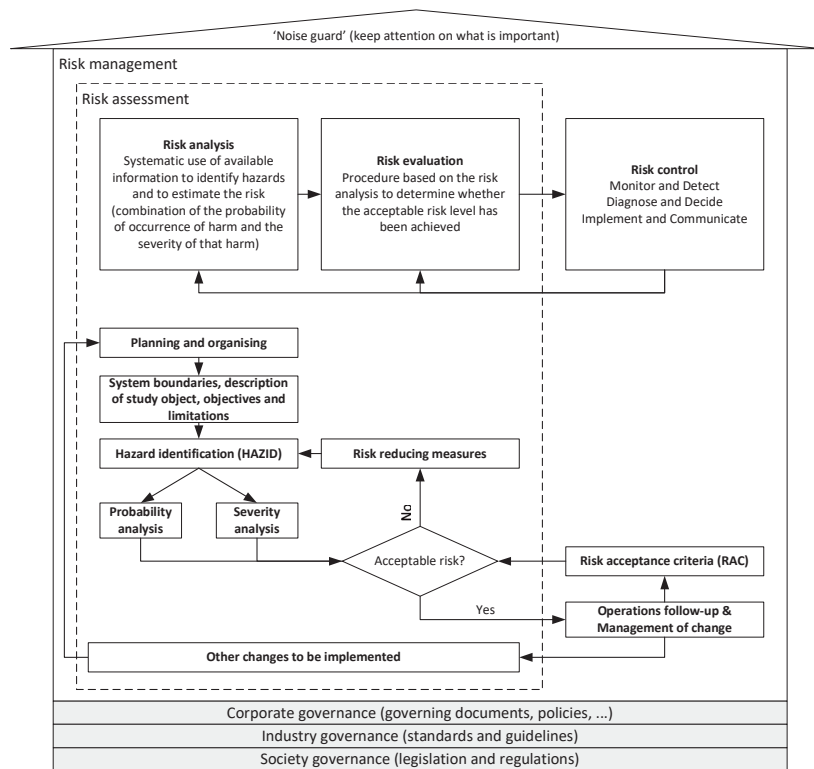 ‘Noise guard’ (keep attention on what is important)
Risk management
Risk assessment
Risk analysis
Systematic use of available
information to identify hazards
and to estimate the risk
(combination of the probability
of occurrence of harm and the
severity of that harm)
Risk evaluation
Procedure based on the risk
analysis to determine whether
the acceptable risk level has
been achieved
Risk control
Monitor and Detect
Diagnose and Decide
Implement and Communicate
Planning and organising
System boundaries, description
of study object, objectives and
limitations
Hazard identification (HAZID)
Risk reducing measures
Probability
analysis
Severity
analysis
No
Acceptable risk?
Risk acceptance criteria (RAC)
Yes
Operations follow-up &
Management of change
Other changes to be implemented
Corporate governance (governing documents, policies, ...)
Industry governance (standards and guidelines)
Society governance (legislation and regulations)